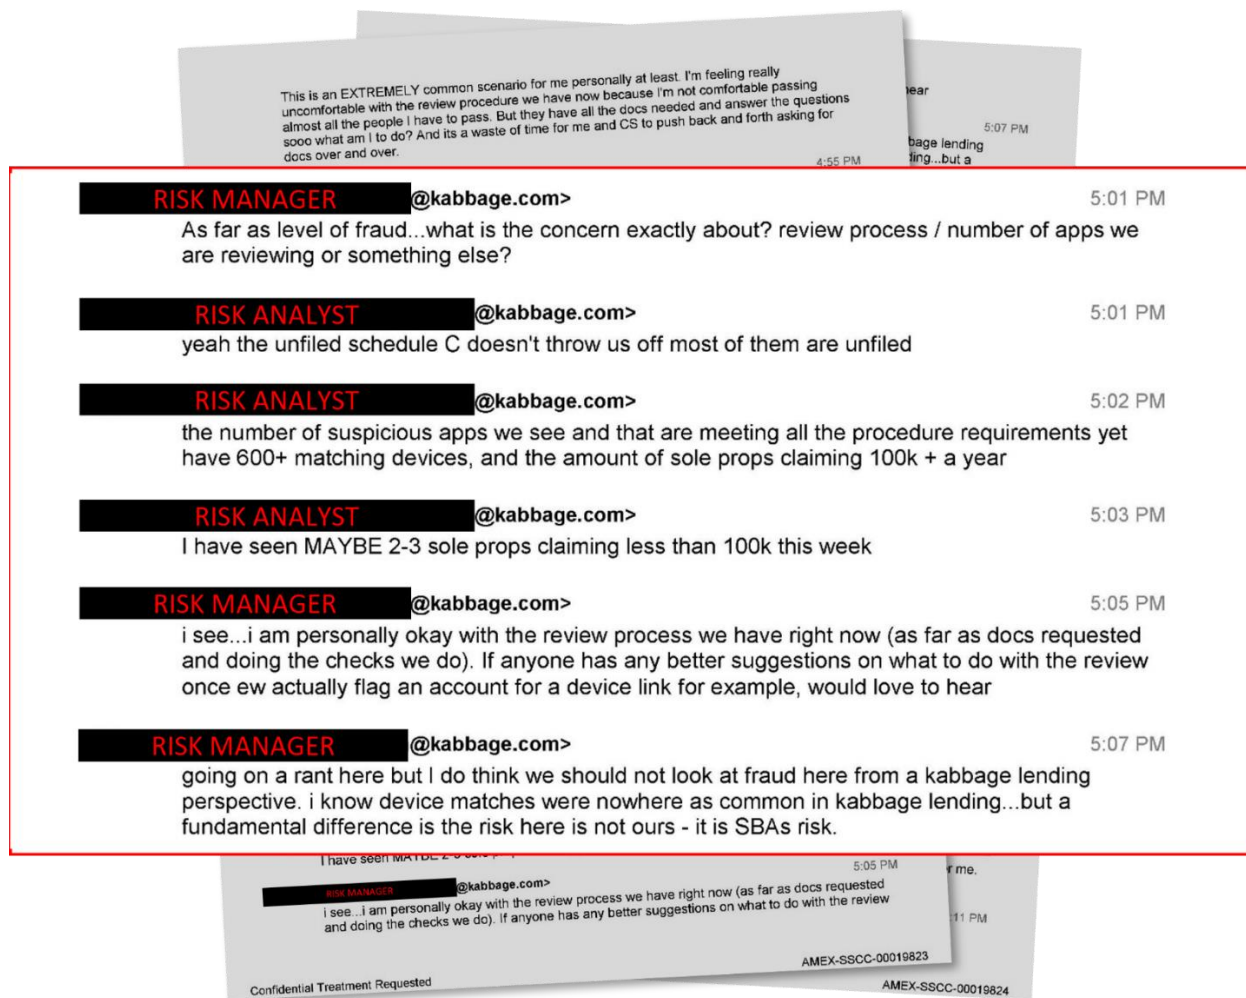 This is an EXTREMELY common scenario for me personally at least. I'm feeling really
uncomfortable with the review procedure we have now because I'm not comfortable passing
almost all the people I have to pass. But they have all the docs needed and answer the questions
sooo what am I to do? And its a waste of time for me and CS to push back and forth asking for
docs over and over.
4:55 PM
5:07 PM
bage lending
ding...but a
RISK MANAGER @kabbage.com> 5:01 PM
As far as level of fraud...what is the concern exactly about? review process / number of apps we
are reviewing or something else?
RISK ANALYST @kabbage.com> 5:01 PM
yeah the unfiled schedule C doesn't throw us off most of them are unfiled
RISK ANALYST @kabbage.com> 5:02 PM
the number of suspicious apps we see and that are meeting all the procedure requirements yet
have 600+ matching devices, and the amount of sole props claiming 100k + a year
RISK ANALYST @kabbage.com> 5:03 PM
I have seen MAYBE 2-3 sole props claiming less than 100k this week
RISK MANAGER @kabbage.com> 5:05 PM
i see...i am personally okay with the review process we have right now (as far as docs requested
and doing the checks we do). If anyone has any better suggestions on what to do with the review
once ew actually flag an account for a device link for example, would love to hear
RISK MANAGER @kabbage.com> 5:07 PM
going on a rant here but I do think we should not look at fraud here from a kabbage lending
perspective. i know device matches were nowhere as common in kabbage lending...but a
fundamental difference is the risk here is not ours - it is SBAs risk.
I have seen MAYBE 2-3 sole
5:05 PM
RISK MANAGER @kabbage.com>
i see...i am personally okay with the review process we have right now (as far as docs requested
and doing the checks we do). If anyone has any better suggestions on what to do with the review
r me.
:11 PM
Confidential Treatment Requested
AMEX-SSCC-00019823
AMEX-SSCC-00019824